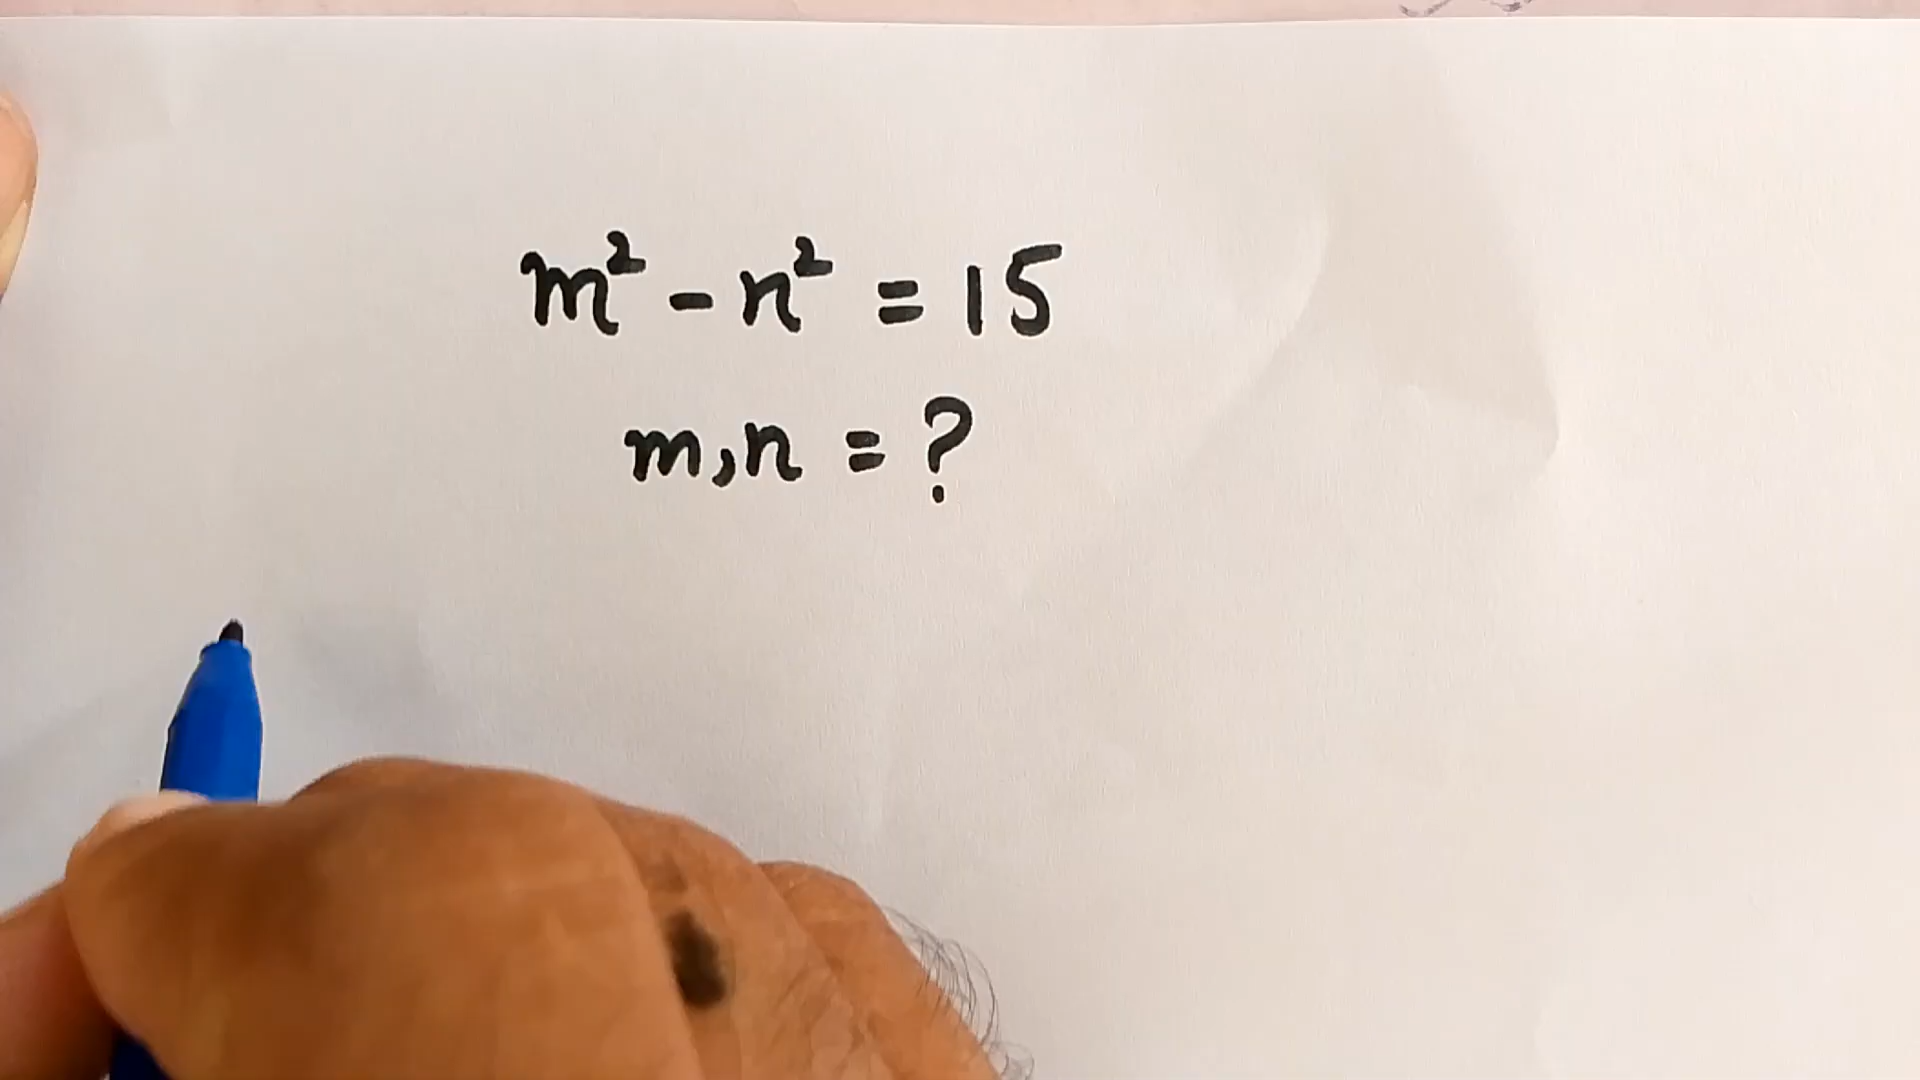 m² - n² = 15
m,n = ?